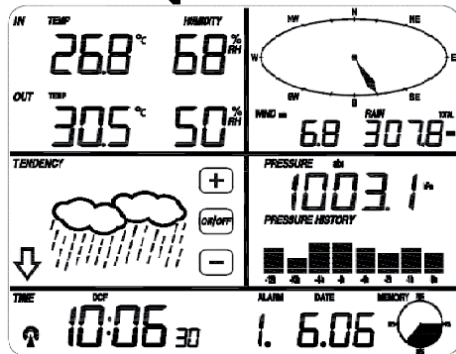 IN TEMP HUMIDITY
26.8 °C 68 % RH
OUT TEMP
30.5 °C 50 % RH
N
NW NE
W E
SW SE
S
WIND RAIN TOTAL
6.8 307.8
TENDENCY
+
ON/OFF
−
PRESSURE abs
1003.1
PRESSURE HISTORY
TIME DCF ALARM DATE MEMORY
10:06 30 1. 6.06